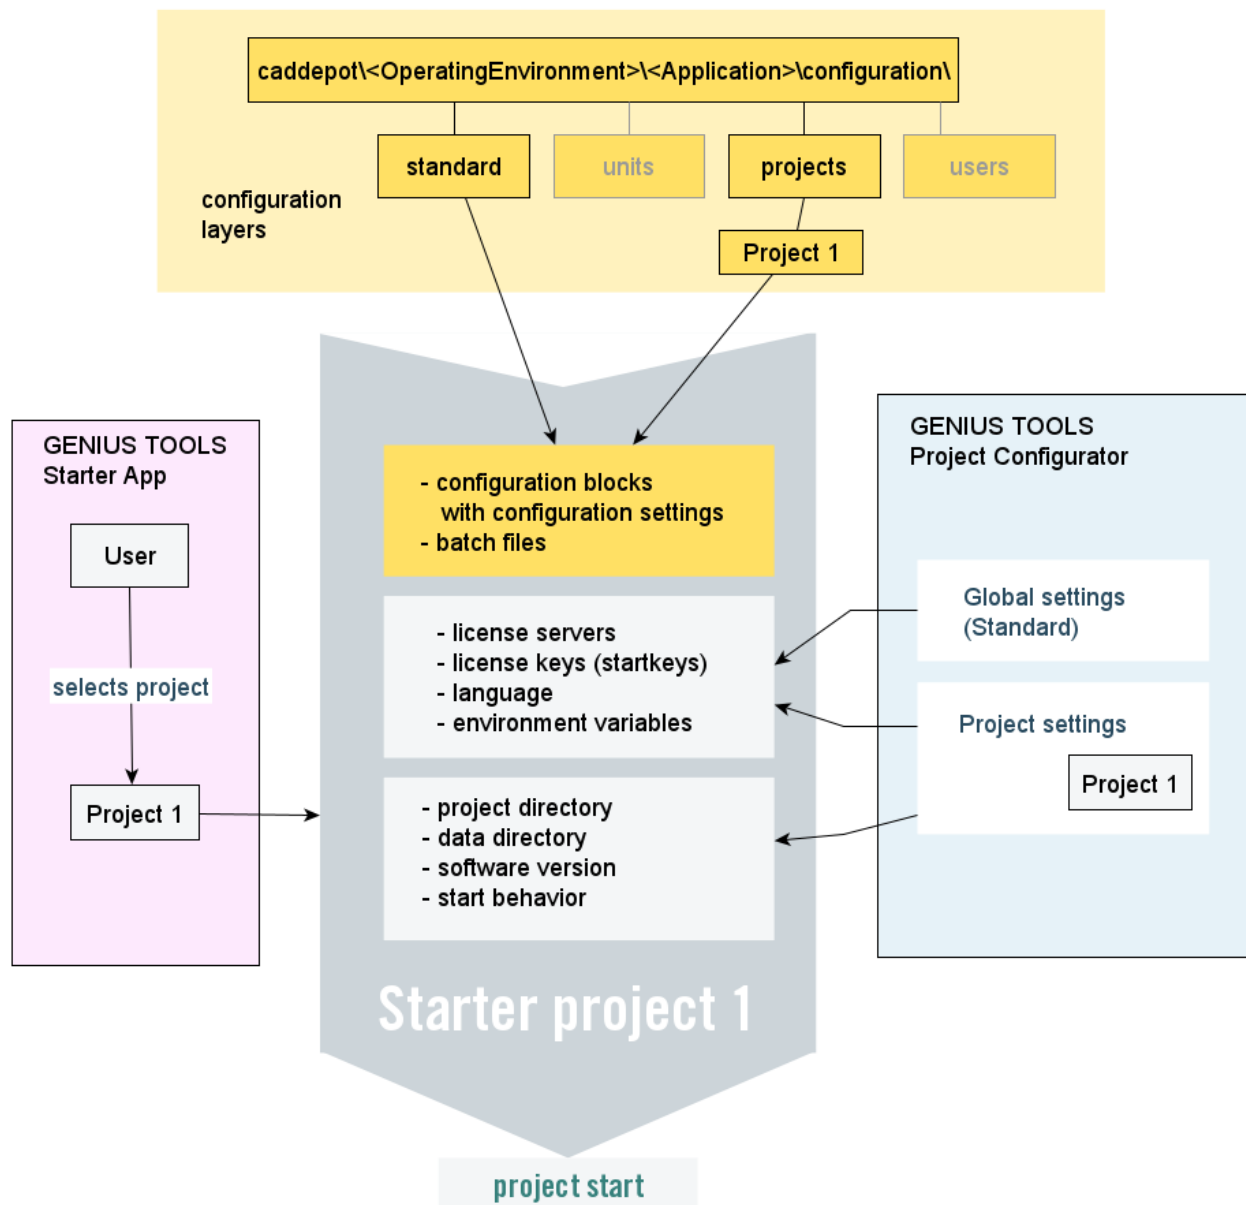 caddepot\<OperatingEnvironment>\<Application>\configuration\
standard
units
projects
users
configuration
layers
Project 1
GENIUS TOOLS
Starter App
User
selects project
Project 1
- configuration blocks
with configuration settings
- batch files
- license servers
- license keys (startkeys)
- language
- environment variables
- project directory
- data directory
- software version
- start behavior
GENIUS TOOLS
Project Configurator
Global settings
(Standard)
Project settings
Project 1
Starter project 1
project start